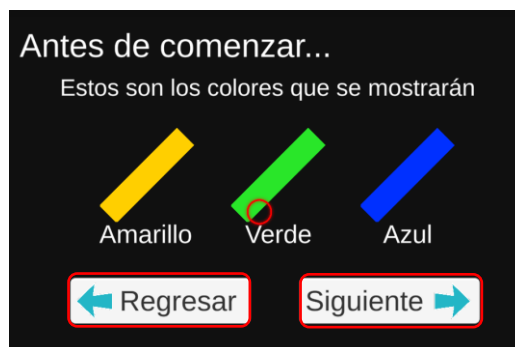 Antes de comenzar...
Estos son los colores que se mostrarán
Amarillo Verde Azul
Regresar Siguiente